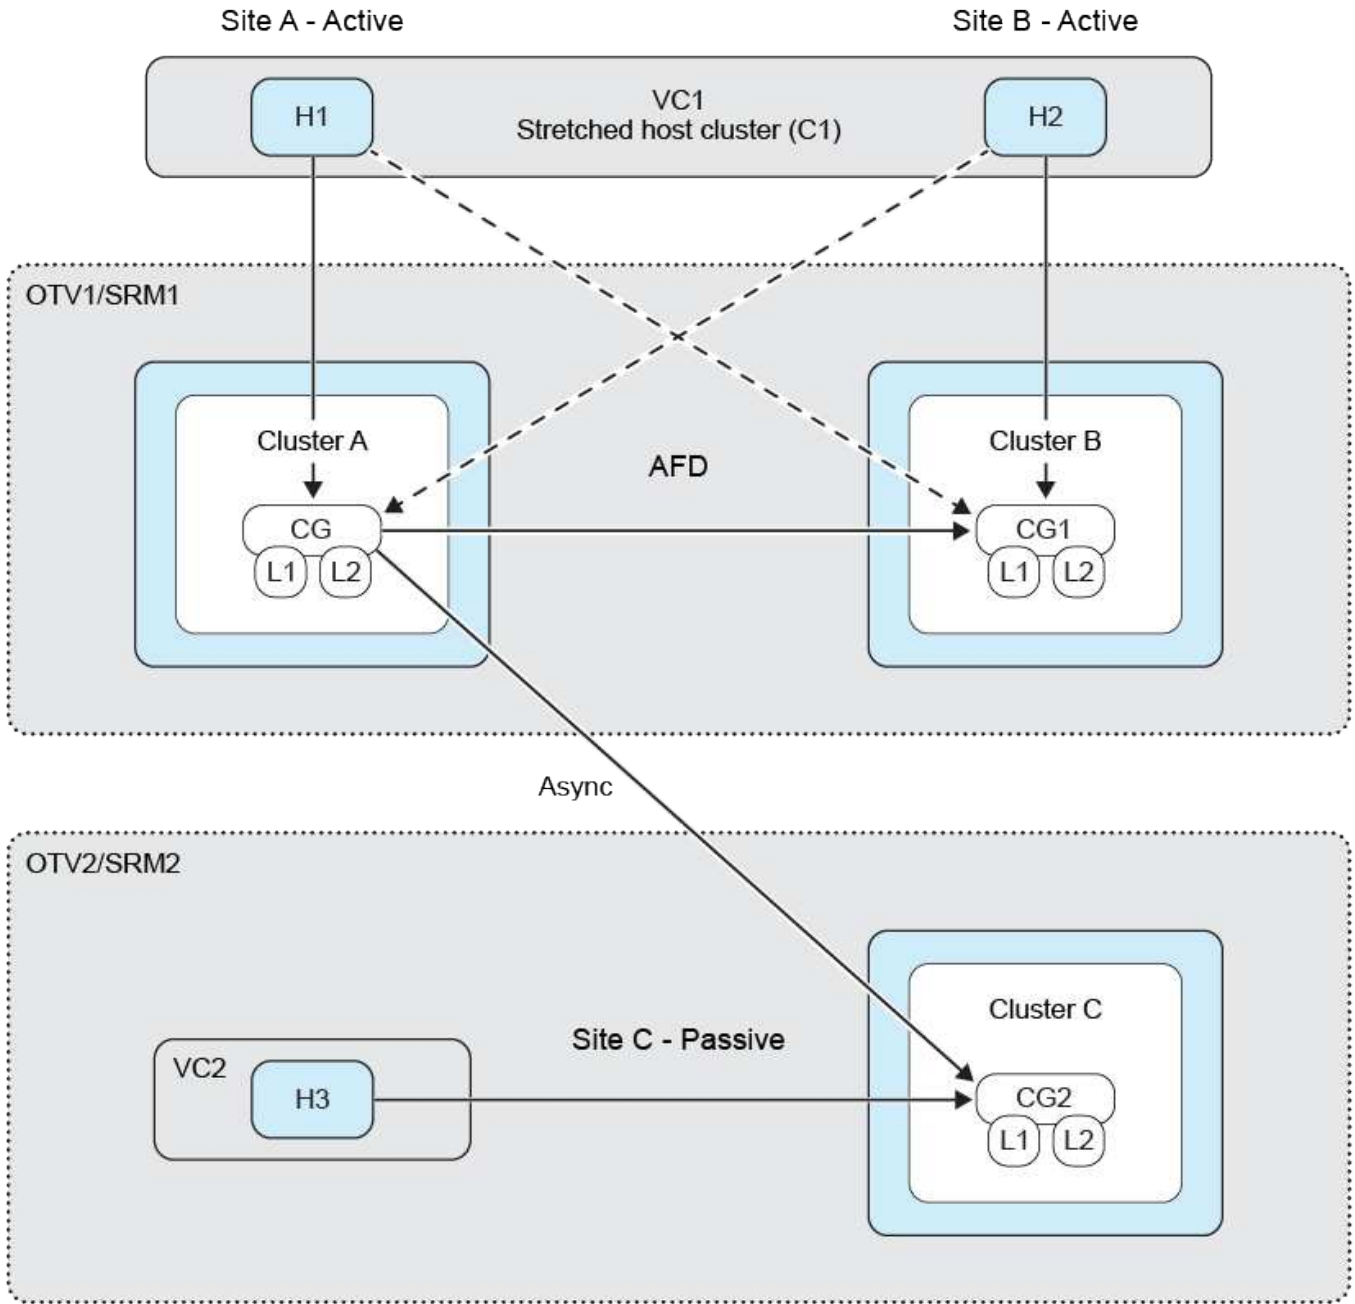 Site A - Active
Site B - Active
H1
VC1
Stretched host cluster (C1)
H2
OTV1/SRM1
Cluster A
AFD
Cluster B
CG
L1
L2
CG1
L1
L2
Async
OTV2/SRM2
Cluster C
Site C - Passive
VC2
H3
CG2
L1
L2